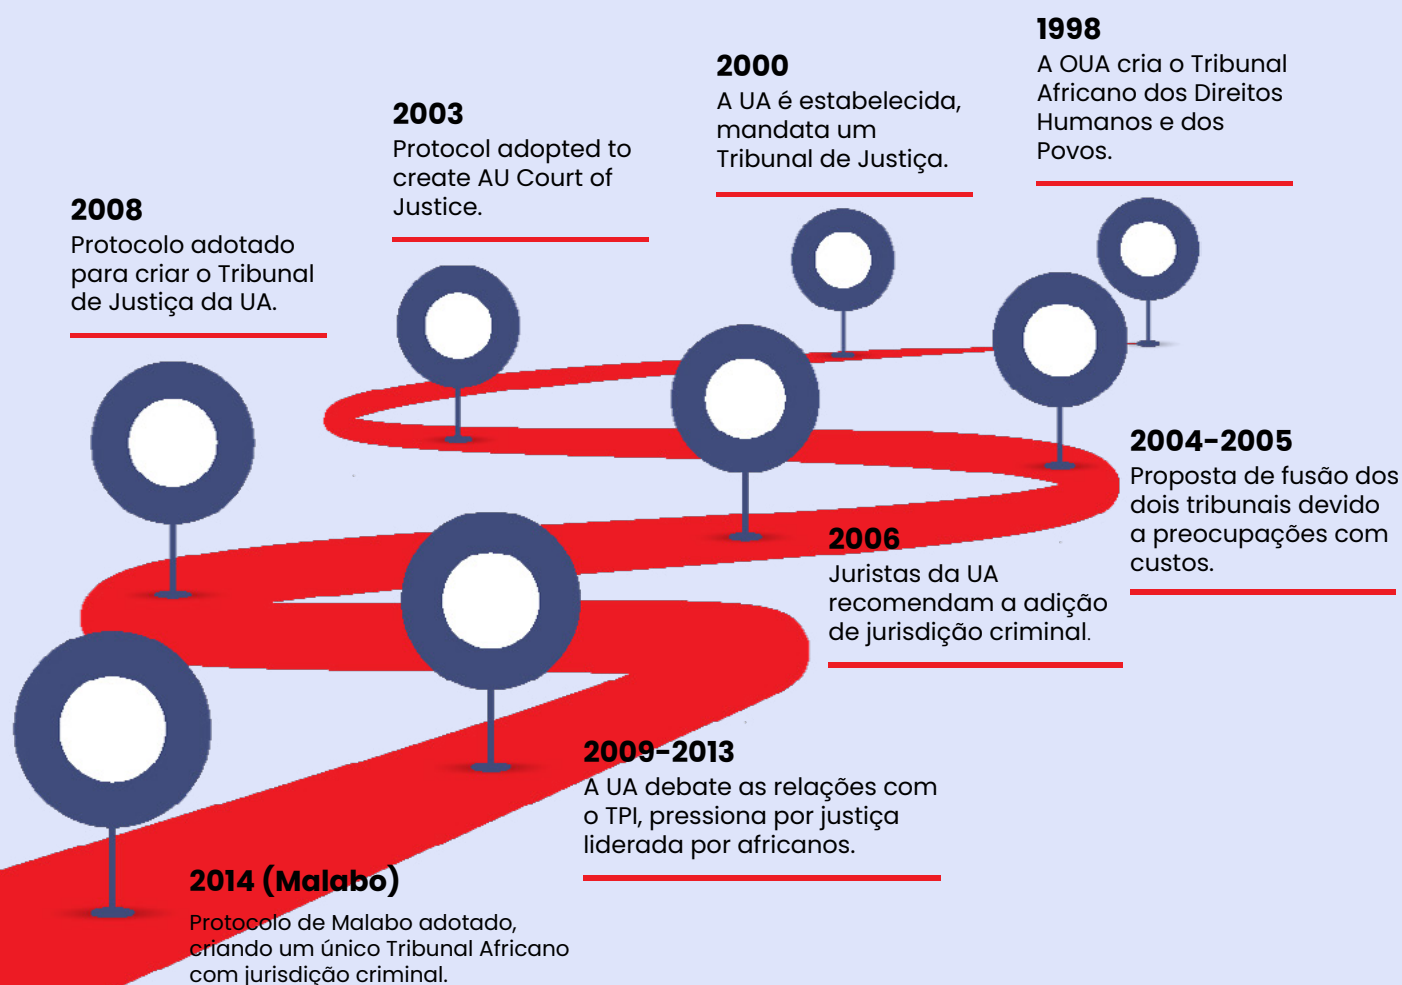 1998
A OUA cria o Tribunal
Africano dos Direitos
Humanos e dos
Povos.
2000
A UA é estabelecida,
mandata um
Tribunal de Justiça.
2003
Protocol adopted to
create AU Court of
Justice.
2004-2005
Proposta de fusão dos
dois tribunais devido
a preocupações com
custos.
2006
Juristas da UA
recomendam a adição
de jurisdição criminal.
2008
Protocolo adotado
para criar o Tribunal
de Justiça da UA.
2009-2013
A UA debate as relações com
o TPI, pressiona por justiça
liderada por africanos.
2014 (Malabo)
Protocolo de Malabo adotado,
criando um único Tribunal Africano
com jurisdição criminal.